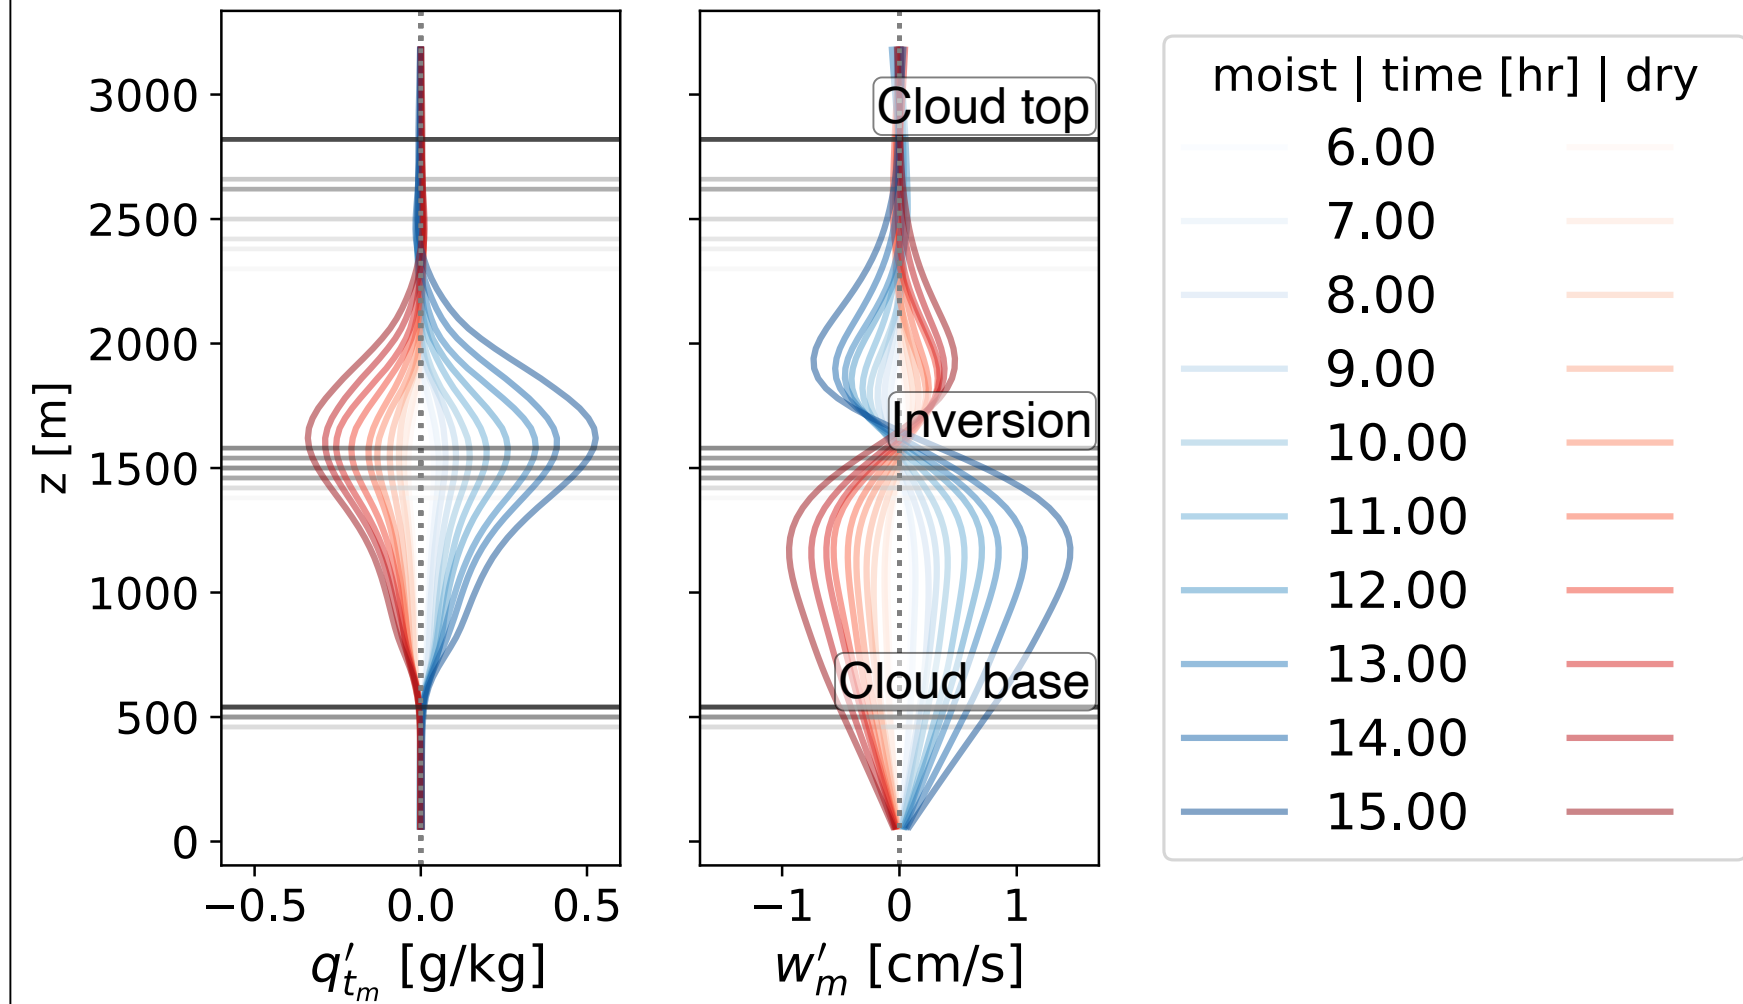 3000
2500
2000
1500
1000
500
0
z [m]
−0.5 0.0 0.5
q′tm [g/kg]
Cloud top
Inversion
Cloud base
−1 0 1
w′m [cm/s]
moist | time [hr] | dry
6.00
7.00
8.00
9.00
10.00
11.00
12.00
13.00
14.00
15.00